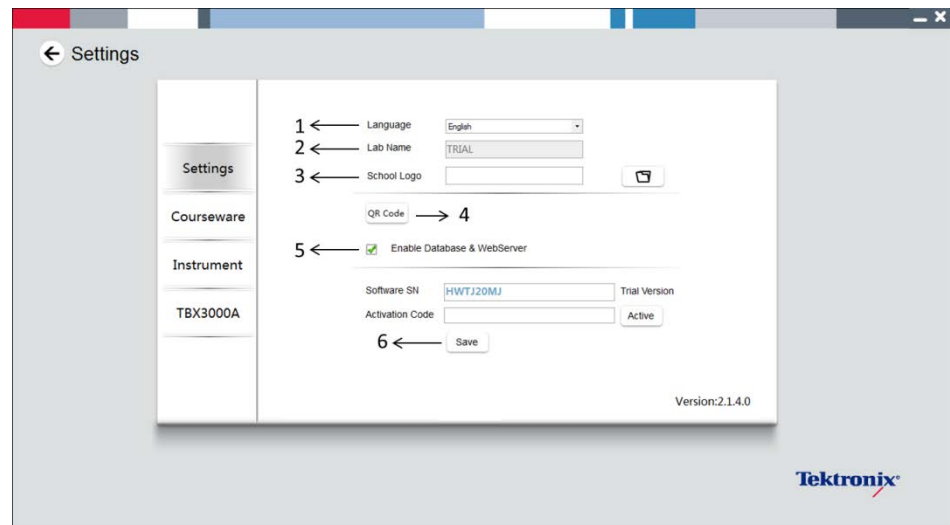 Settings
Settings
Courseware
Instrument
TBX3000A
1 Language English
2 Lab Name TRIAL
3 School Logo
QR Code 4
5 Enable Database & WebServer
Software SN HWTJ20MJ Trial Version
Activation Code Active
6 Save
Version:2.1.4.0
Tektronix